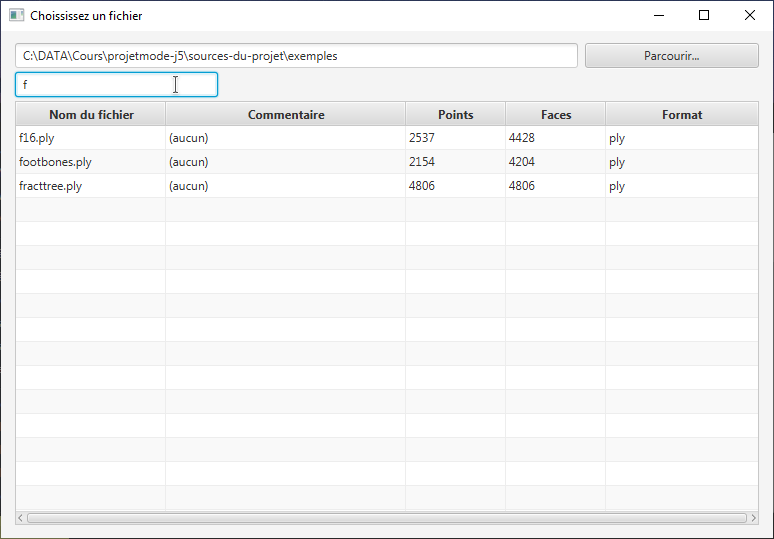 Choississez un fichier
C:\DATA\Cours\projetmode-j5\sources-du-projet\exemples Parcourir...
f
Nom du fichier Commentaire Points Faces Format
f16.ply (aucun) 2537 4428 ply
footbones.ply (aucun) 2154 4204 ply
fracttree.ply (aucun) 4806 4806 ply